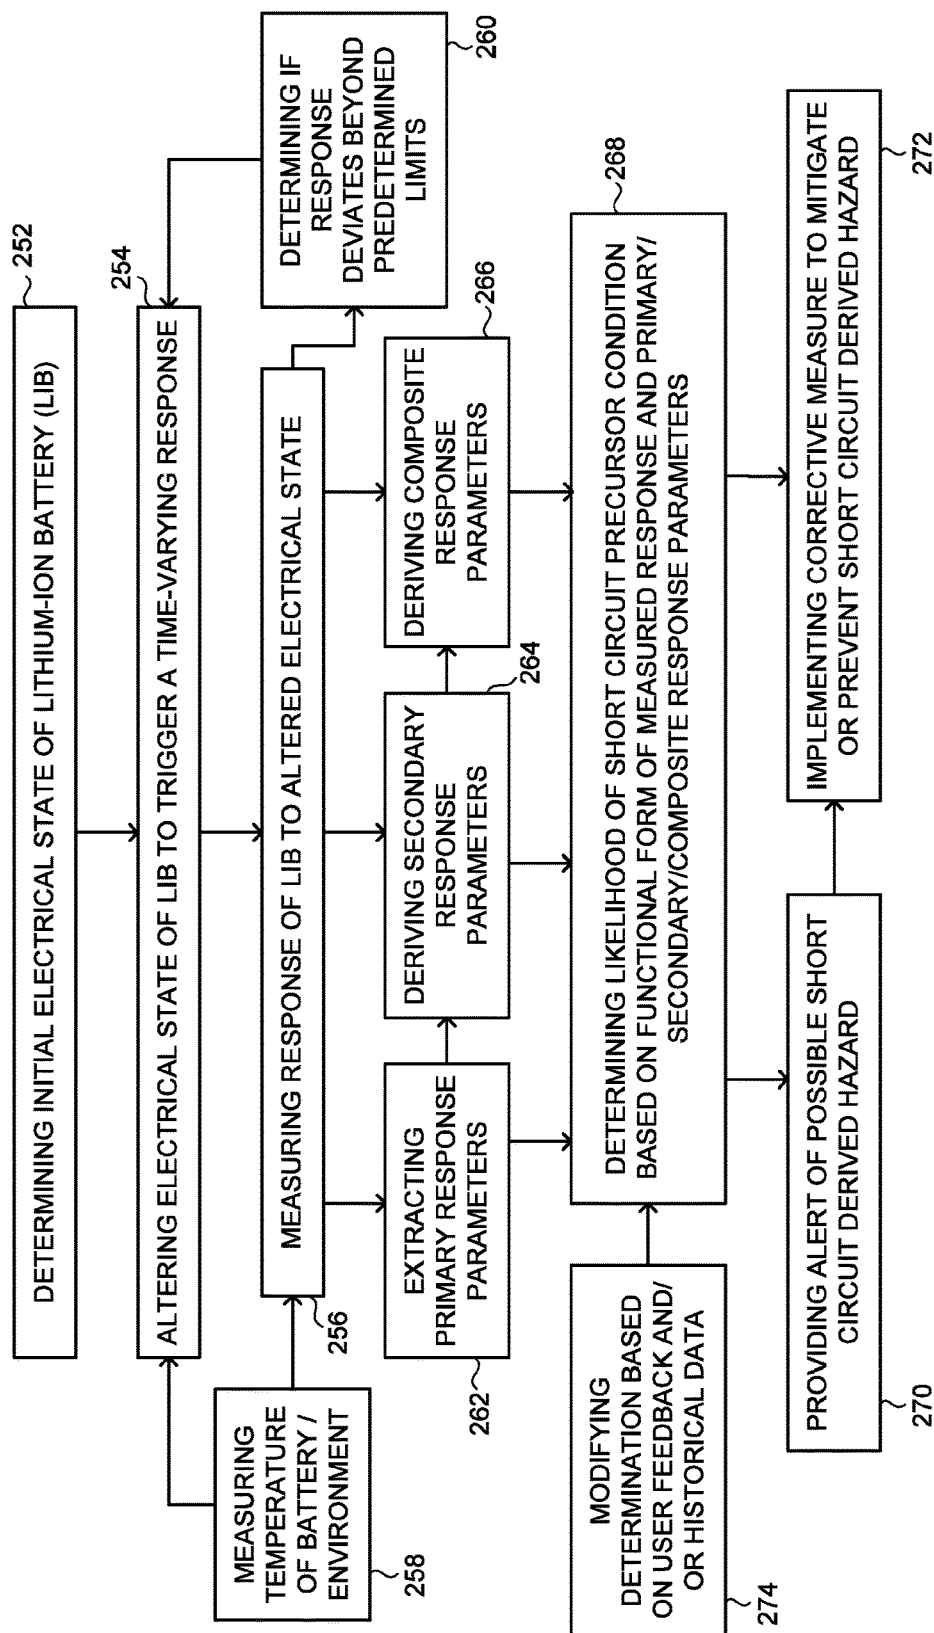 DETERMINING INITIAL ELECTRICAL STATE OF LITHIUM-ION BATTERY (LIB)
252
ALTERING ELECTRICAL STATE OF LIB TO TRIGGER A TIME-VARYING RESPONSE
254
MEASURING
TEMPERATURE
OF BATTERY /
ENVIRONMENT
258
MEASURING RESPONSE OF LIB TO ALTERED ELECTRICAL STATE
256
DETERMINING IF
RESPONSE
DEVIATES BEYOND
PREDETERMINED
LIMITS
260
EXTRACTING
PRIMARY RESPONSE
PARAMETERS
262
DERIVING SECONDARY
RESPONSE
PARAMETERS
264
DERIVING COMPOSITE
RESPONSE
PARAMETERS
266
MODIFYING
DETERMINATION BASED
ON USER FEEDBACK AND/
OR HISTORICAL DATA
274
DETERMINING LIKELIHOOD OF SHORT CIRCUIT PRECURSOR CONDITION
BASED ON FUNCTIONAL FORM OF MEASURED RESPONSE AND PRIMARY/
SECONDARY/COMPOSITE RESPONSE PARAMETERS
268
PROVIDING ALERT OF POSSIBLE SHORT
CIRCUIT DERIVED HAZARD
270
IMPLEMENTING CORRECTIVE MEASURE TO MITIGATE
OR PREVENT SHORT CIRCUIT DERIVED HAZARD
272